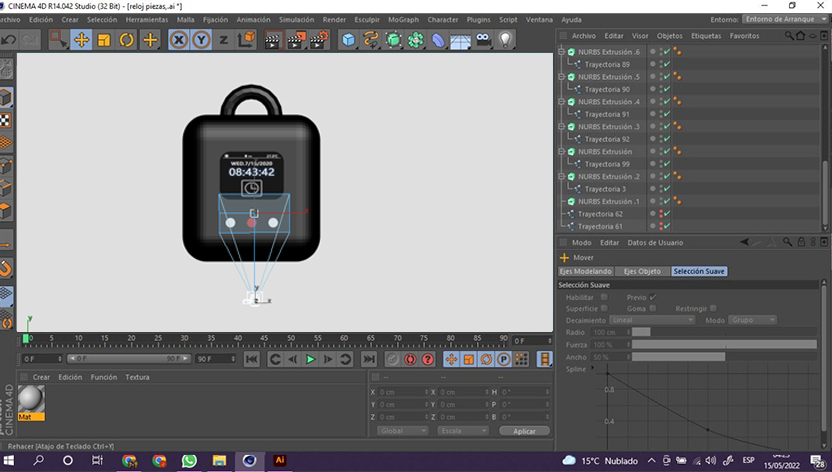 CINEMA 4D R14.042 Studio (32 Bit) - [reloj piezas,.ai *]
Archivo Edición Crear Selección Herramientas Malla Fijación Animación Simulación Render Esculpir MoGraph Character Plugins Script Ventana Ayuda Entorno: Entorno de Arranque
Archivo Editar Visor Objetos Etiquetas Favoritos
NURBS Extrusión .6
Trayectoria 89
NURBS Extrusión .5
Trayectoria 90
NURBS Extrusión .4
Trayectoria 91
NURBS Extrusión .3
Trayectoria 92
NURBS Extrusión
Trayectoria 99
NURBS Extrusión .2
Trayectoria 3
NURBS Extrusión .1
Trayectoria 62
Trayectoria 61
WED.7/15/2020
08:43:42
Modo Editar Datos de Usuario
Mover
Ejes Modelando Ejes Objeto Selección Suave
Selección Suave
Habilitar Previo
Superficie Goma Restringir
Decaimiento Lineal Modo Grupo
Radio 100 cm
Fuerza 100 %
Ancho 50 %
Spline
0.8
0.4
0 5 10 15 20 25 30 35 40 45 50 55 60 65 70 75 80 85 90 0 F
0 F 0 F 90 F 90 F
Crear Edición Función Textura
Mat
X 0 cm X 0 cm H 0°
Y 0 cm Y 0 cm P 0°
Z 0 cm Z 0 cm B 0°
Global Escala Aplicar
CINEMA 4D
Rehacer [Atajo de Teclado Ctrl+Y]
15°C Nublado ESP 15/05/2022 28